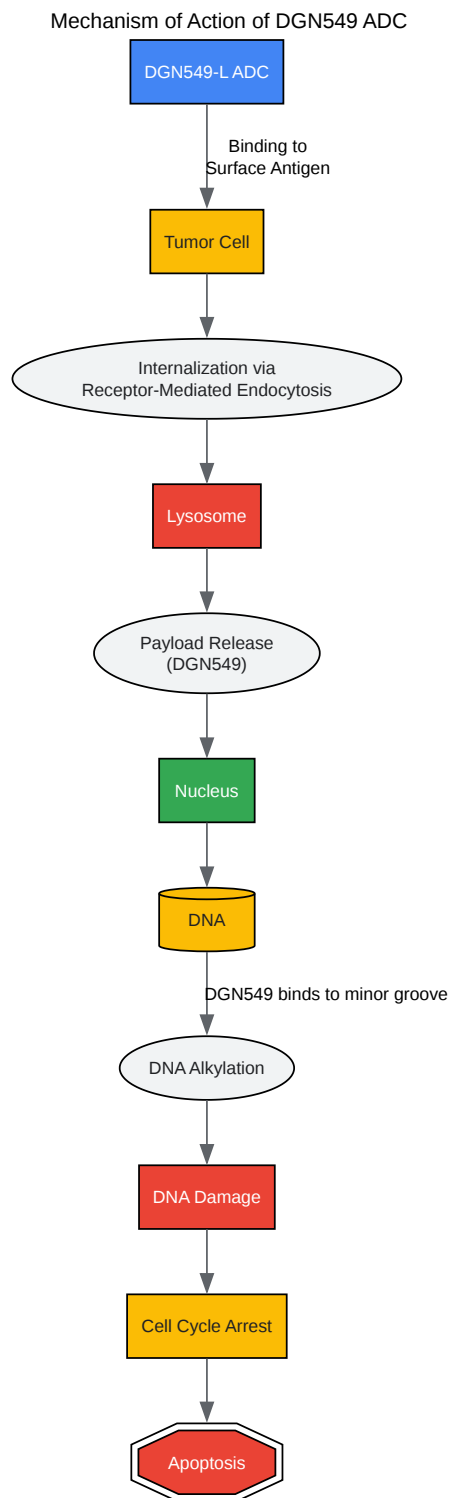 Mechanism of Action of DGN549 ADC
DGN549-L ADC
Binding to
Surface Antigen
Tumor Cell
Internalization via
Receptor-Mediated Endocytosis
Lysosome
Payload Release
(DGN549)
Nucleus
DNA
DGN549 binds to minor groove
DNA Alkylation
DNA Damage
Cell Cycle Arrest
Apoptosis